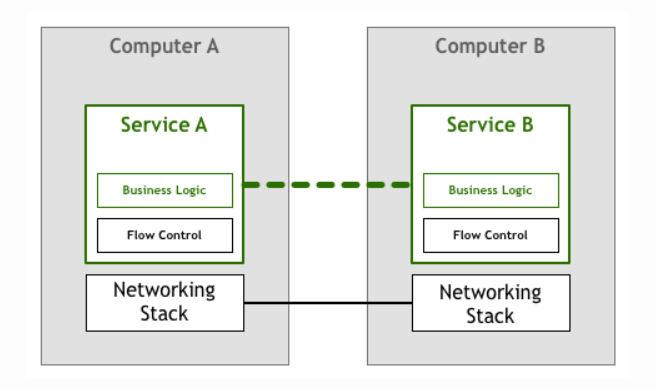 Computer A
Computer B
Service A
Service B
Business Logic
Business Logic
Flow Control
Flow Control
Networking
Stack
Networking
Stack